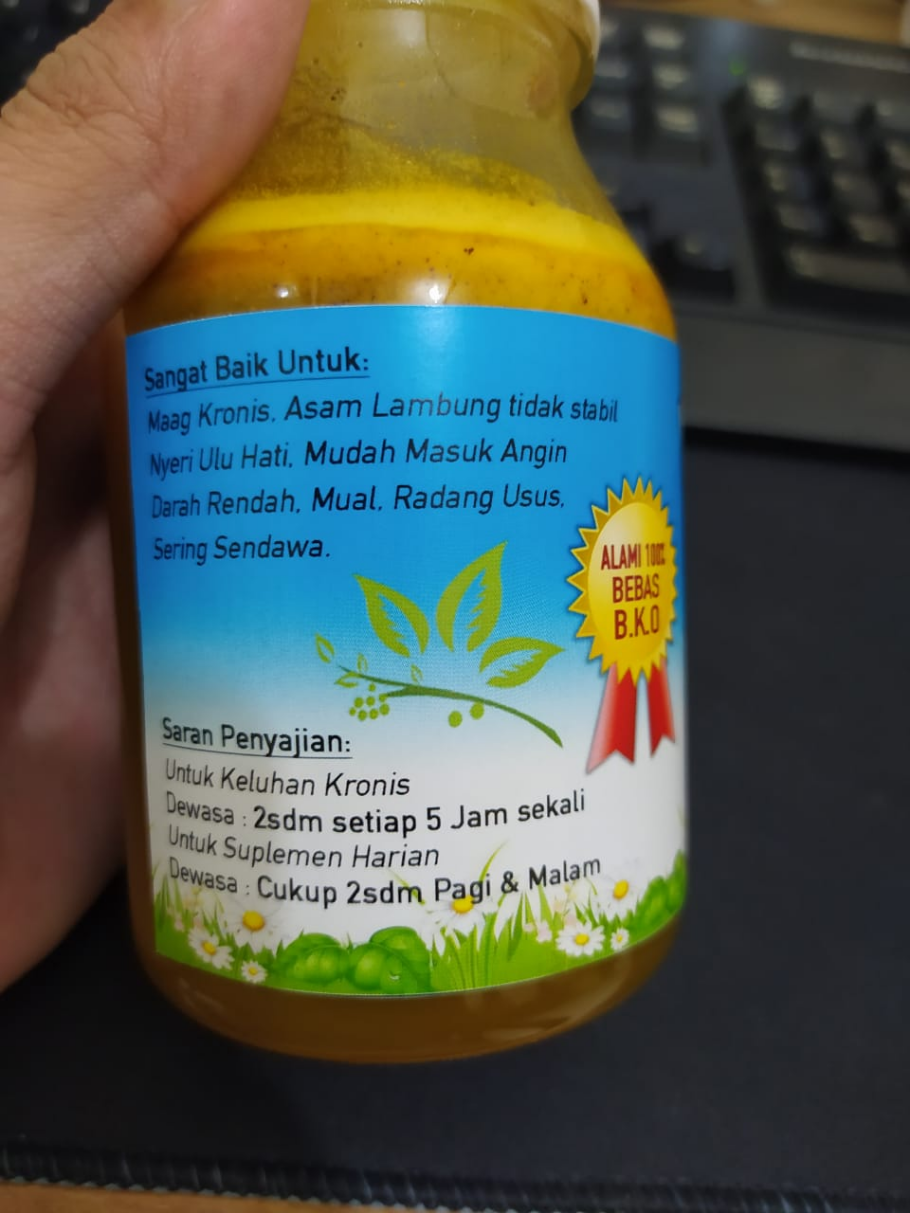 Sangat Baik Untuk:
Maag Kronis. Asam Lambung tidak stabil
Nyeri Ulu Hati, Mudah Masuk Angin
Darah Rendah, Mual, Radang Usus,
Sering Sendawa.
ALAMI 100%
BEBAS
B.K.O
Saran Penyajian:
Untuk Keluhan Kronis
Dewasa : 2sdm setiap 5 Jam sekali
Untuk Suplemen Harian
Dewasa : Cukup 2sdm Pagi & Malam